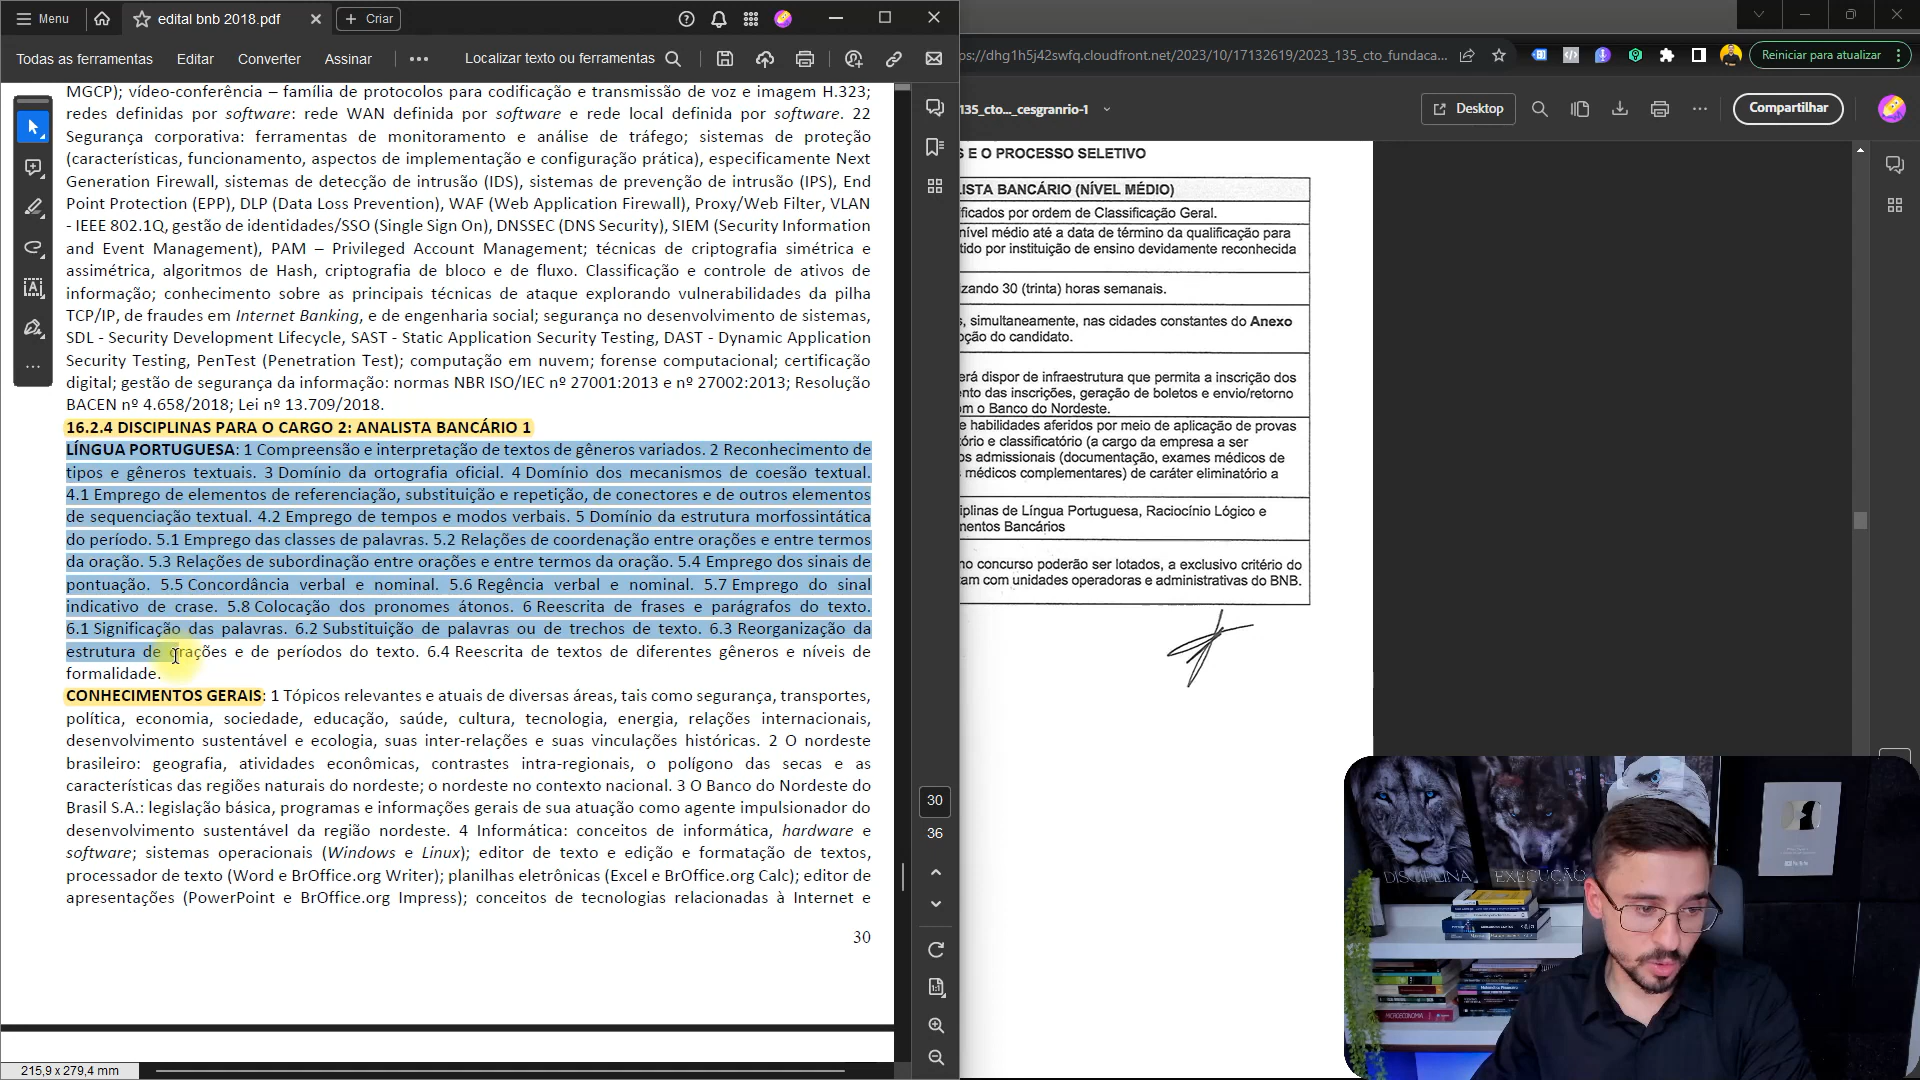 Menu
edital bnb 2018.pdf
Criar
Todas as ferramentas
Editar
Converter
Assinar
Localizar texto ou ferramentas
MGCP); vídeo-conferência – família de protocolos para codificação e transmissão de voz e imagem H.323;
redes definidas por software: rede WAN definida por software e rede local definida por software. 22
Segurança corporativa: ferramentas de monitoramento e análise de tráfego; sistemas de proteção
(características, funcionamento, aspectos de implementação e configuração prática), especificamente Next
Generation Firewall, sistemas de detecção de intrusão (IDS), sistemas de prevenção de intrusão (IPS), End
Point Protection (EPP), DLP (Data Loss Prevention), WAF (Web Application Firewall), Proxy/Web Filter, VLAN
- IEEE 802.1Q, gestão de identidades/SSO (Single Sign On), DNSSEC (DNS Security), SIEM (Security Information
and Event Management), PAM – Privileged Account Management; técnicas de criptografia simétrica e
assimétrica, algoritmos de Hash, criptografia de bloco e de fluxo. Classificação e controle de ativos de
informação; conhecimento sobre as principais técnicas de ataque explorando vulnerabilidades da pilha
TCP/IP, de fraudes em Internet Banking, e de engenharia social; segurança no desenvolvimento de sistemas,
SDL - Security Development Lifecycle, SAST - Static Application Security Testing, DAST - Dynamic Application
Security Testing, PenTest (Penetration Test); computação em nuvem; forense computacional; certificação
digital; gestão de segurança da informação: normas NBR ISO/IEC nº 27001:2013 e nº 27002:2013; Resolução
BACEN nº 4.658/2018; Lei nº 13.709/2018.
16.2.4 DISCIPLINAS PARA O CARGO 2: ANALISTA BANCÁRIO 1
LÍNGUA PORTUGUESA: 1 Compreensão e interpretação de textos de gêneros variados. 2 Reconhecimento de
tipos e gêneros textuais. 3 Domínio da ortografia oficial. 4 Domínio dos mecanismos de coesão textual.
4.1 Emprego de elementos de referenciação, substituição e repetição, de conectores e de outros elementos
de sequenciação textual. 4.2 Emprego de tempos e modos verbais. 5 Domínio da estrutura morfossintática
do período. 5.1 Emprego das classes de palavras. 5.2 Relações de coordenação entre orações e entre termos
da oração. 5.3 Relações de subordinação entre orações e entre termos da oração. 5.4 Emprego dos sinais de
pontuação. 5.5 Concordância verbal e nominal. 5.6 Regência verbal e nominal. 5.7 Emprego do sinal
indicativo de crase. 5.8 Colocação dos pronomes átonos. 6 Reescrita de frases e parágrafos do texto.
6.1 Significação das palavras. 6.2 Substituição de palavras ou de trechos de texto. 6.3 Reorganização da
estrutura de orações e de períodos do texto. 6.4 Reescrita de textos de diferentes gêneros e níveis de
formalidade.
CONHECIMENTOS GERAIS: 1 Tópicos relevantes e atuais de diversas áreas, tais como segurança, transportes,
política, economia, sociedade, educação, saúde, cultura, tecnologia, energia, relações internacionais,
desenvolvimento sustentável e ecologia, suas inter-relações e suas vinculações históricas. 2 O nordeste
brasileiro: geografia, atividades econômicas, contrastes intra-regionais, o polígono das secas e as
características das regiões naturais do nordeste; o nordeste no contexto nacional. 3 O Banco do Nordeste do
Brasil S.A.: legislação básica, programas e informações gerais de sua atuação como agente impulsionador do
desenvolvimento sustentável da região nordeste. 4 Informática: conceitos de informática, hardware e
software; sistemas operacionais (Windows e Linux); editor de texto e edição e formatação de textos,
processador de texto (Word e BrOffice.org Writer); planilhas eletrônicas (Excel e BrOffice.org Calc); editor de
apresentações (PowerPoint e BrOffice.org Impress); conceitos de tecnologias relacionadas à Internet e
30
30
36
1:1
215,9 x 279,4 mm
ps://dhg1h5j42swfq.cloudfront.net/2023/10/17132619/2023_135_cto_fundaca...
Reiniciar para atualizar
135_cto..._cesgranrio-1
Desktop
Compartilhar
S E O PROCESSO SELETIVO
LISTA BANCÁRIO (NÍVEL MÉDIO)
ificados por ordem de Classificação Geral.
nível médio até a data de término da qualificação para
tido por instituição de ensino devidamente reconhecida
zando 30 (trinta) horas semanais.
s, simultaneamente, nas cidades constantes do Anexo
pção do candidato.
erá dispor de infraestrutura que permita a inscrição dos
ento das inscrições, geração de boletos e envio/retorno
om o Banco do Nordeste.
e habilidades aferidos por meio de aplicação de provas
tório e classificatório (a cargo da empresa a ser
os admissionais (documentação, exames médicos de
s médicos complementares) de caráter eliminatório a
iplinas de Língua Portuguesa, Raciocínio Lógico e
mentos Bancários
no concurso poderão ser lotados, a exclusivo critério do
tam com unidades operadoras e administrativas do BNB.
DISCIPLINA
EXECUÇÃO
MICROECONOMIA